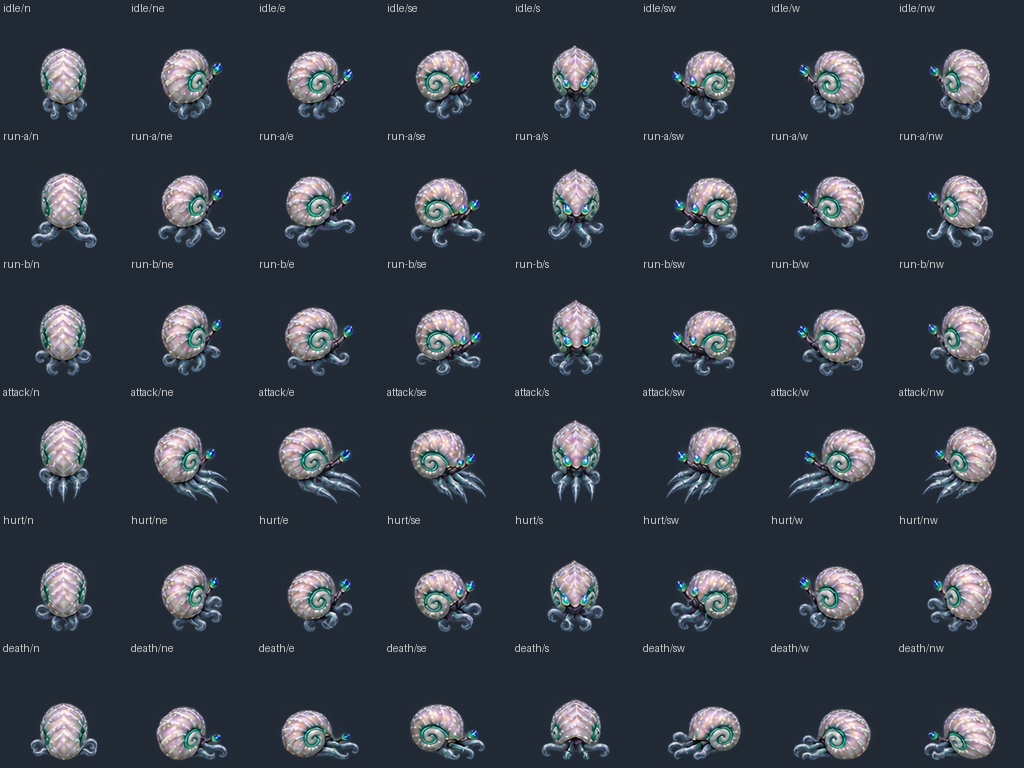 idle/n idle/ne idle/e idle/se idle/s idle/sw idle/w idle/nw
run-a/n run-a/ne run-a/e run-a/se run-a/s run-a/sw run-a/w run-a/nw
run-b/n run-b/ne run-b/e run-b/se run-b/s run-b/sw run-b/w run-b/nw
attack/n attack/ne attack/e attack/se attack/s attack/sw attack/w attack/nw
hurt/n hurt/ne hurt/e hurt/se hurt/s hurt/sw hurt/w hurt/nw
death/n death/ne death/e death/se death/s death/sw death/w death/nw